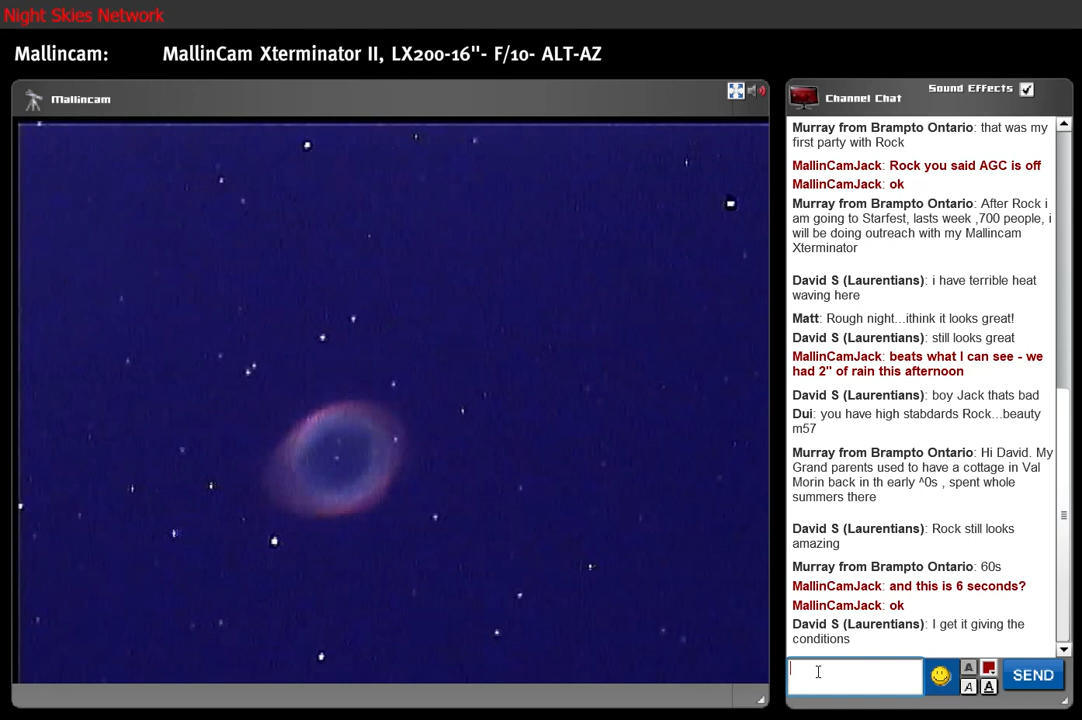 Night Skies Network
Mallincam: MallinCam Xterminator II, LX200-16"- F/10- ALT-AZ
Mallincam
Channel Chat
Sound Effects
Murray from Brampto Ontario: that was my
first party with Rock
MallinCamJack: Rock you said AGC is off
MallinCamJack: ok
Murray from Brampto Ontario: After Rock i
am going to Starfest, lasts week ,700 people, i
will be doing outreach with my Mallincam
Xterminator
David S (Laurentians): i have terrible heat
waving here
Matt: Rough night...ithink it looks great!
David S (Laurentians): still looks great
MallinCamJack: beats what I can see - we
had 2" of rain this afternoon
David S (Laurentians): boy Jack thats bad
Dui: you have high stabdards Rock...beauty
m57
Murray from Brampto Ontario: Hi David. My
Grand parents used to have a cottage in Val
Morin back in th early ^0s , spent whole
summers there
David S (Laurentians): Rock still looks
amazing
Murray from Brampto Ontario: 60s
MallinCamJack: and this is 6 seconds?
MallinCamJack: ok
David S (Laurentians): I get it giving the
conditions
A
A A
SEND